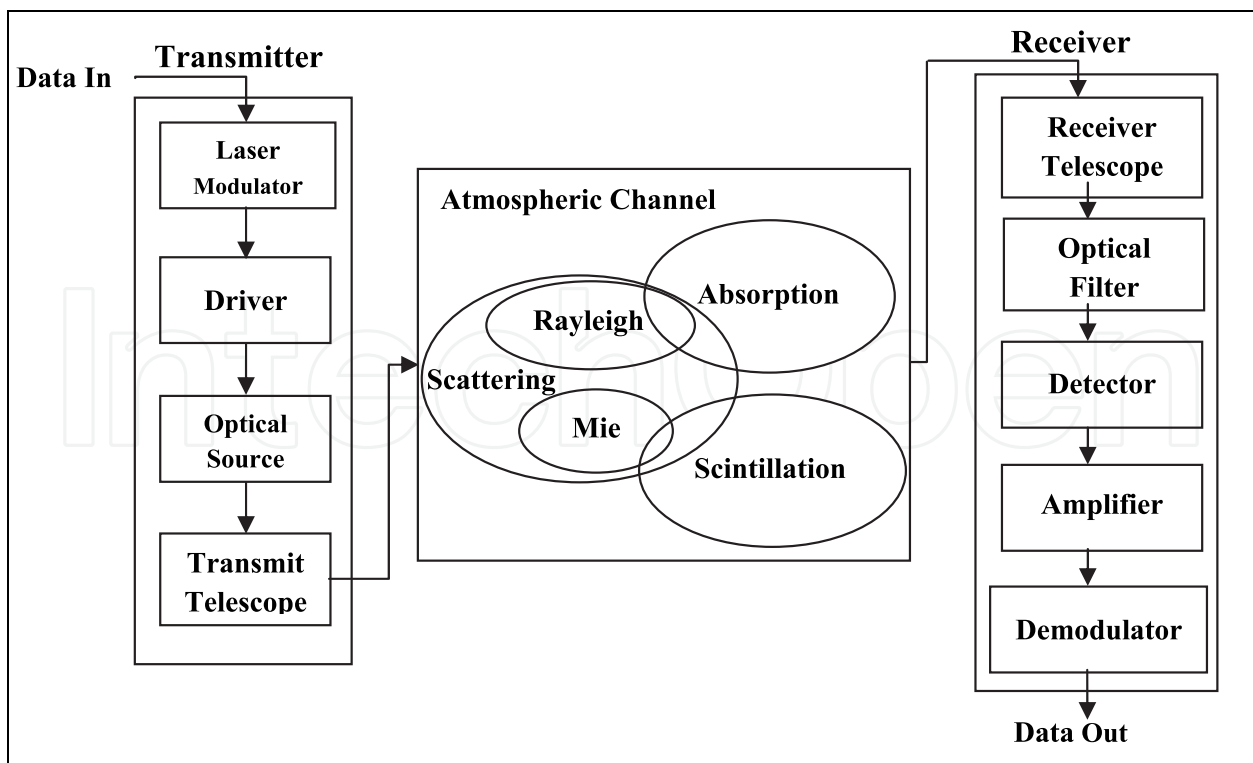 Transmitter
Data In
Laser
Modulator
Driver
Optical
Source
Transmit
Telescope
Atmospheric Channel
Absorption
Rayleigh
Scattering
Mie
Scintillation
Receiver
Receiver
Telescope
Optical
Filter
Detector
Amplifier
Demodulator
Data Out
IntechOpen